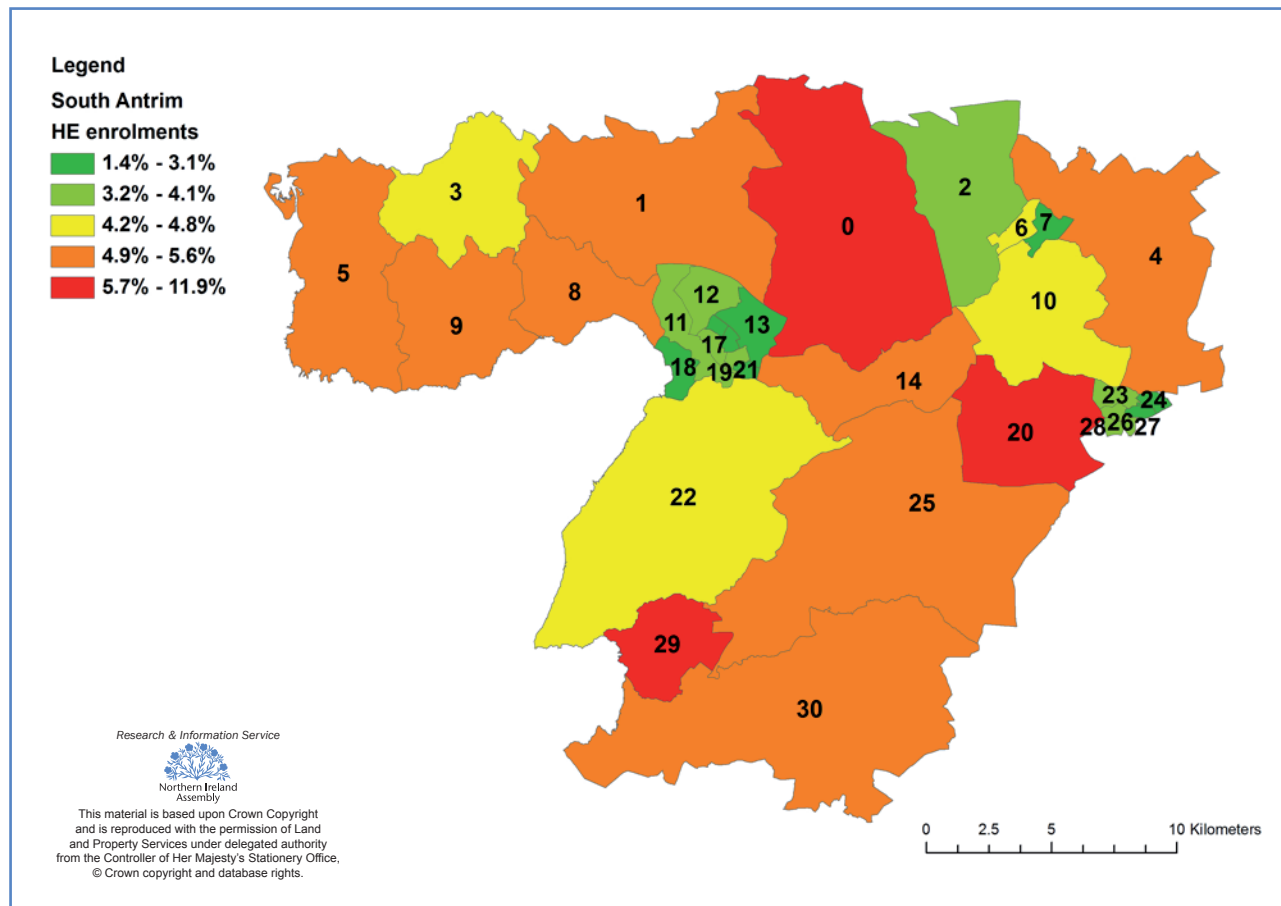 Legend
South Antrim
HE enrolments
1.4% - 3.1%
3.2% - 4.1%
4.2% - 4.8%
4.9% - 5.6%
5.7% - 11.9%
0
1
2
3
4
5
6
7
8
9
10
11
12
13
14
17
18
19
21
20
22
23
24
25
26
27
28
29
30
Research & Information Service
Northern Ireland
Assembly
This material is based upon Crown Copyright
and is reproduced with the permission of Land
and Property Services under delegated authority
from the Controller of Her Majesty's Stationery Office,
© Crown copyright and database rights.
0 2.5 5 10 Kilometers